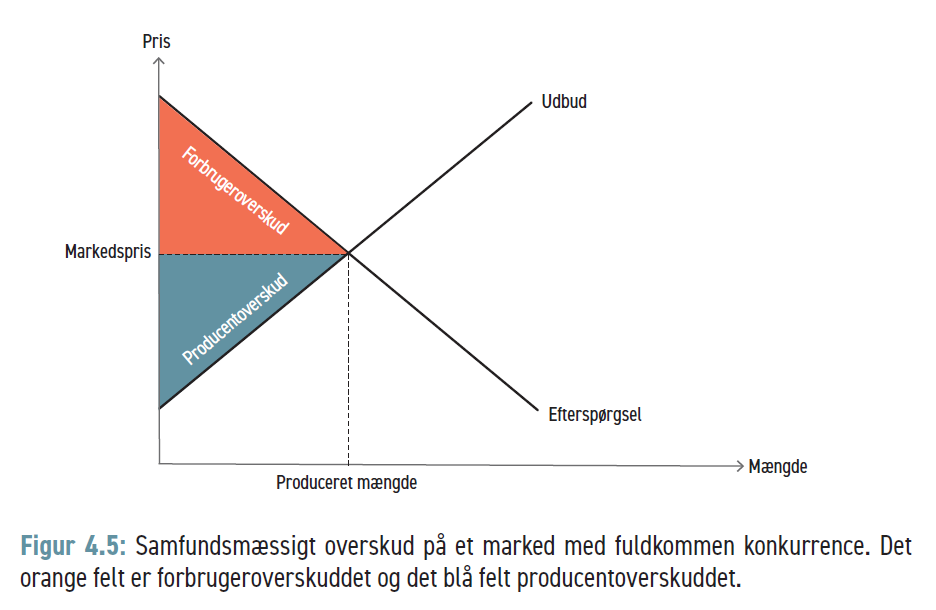 Pris
Udbud
Forbrugeroverskud
Markedspris
Producentoverskud
Efterspørgsel
Mængde
Produceret mængde
Figur 4.5: Samfundsmæssigt overskud på et marked med fuldkommen konkurrence. Det
orange felt er forbrugeroverskuddet og det blå felt producentoverskuddet.